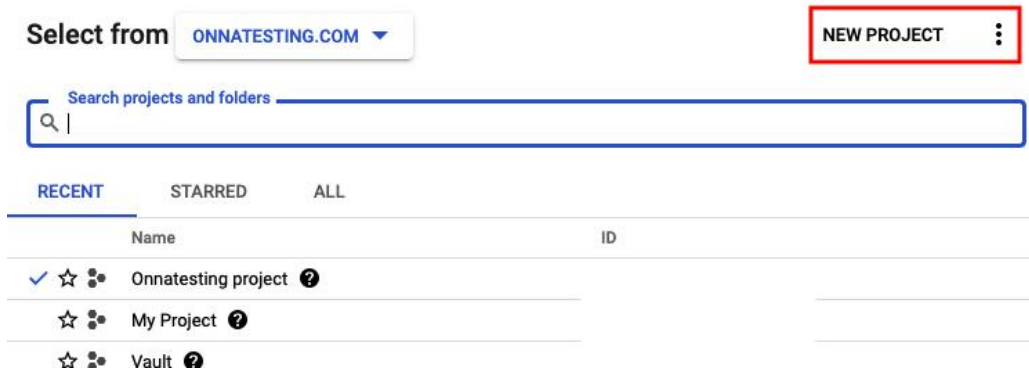 Select from ONNATESTING.COM NEW PROJECT
Search projects and folders
RECENT STARRED ALL
Name ID
Onnatesting project
My Project
Vault